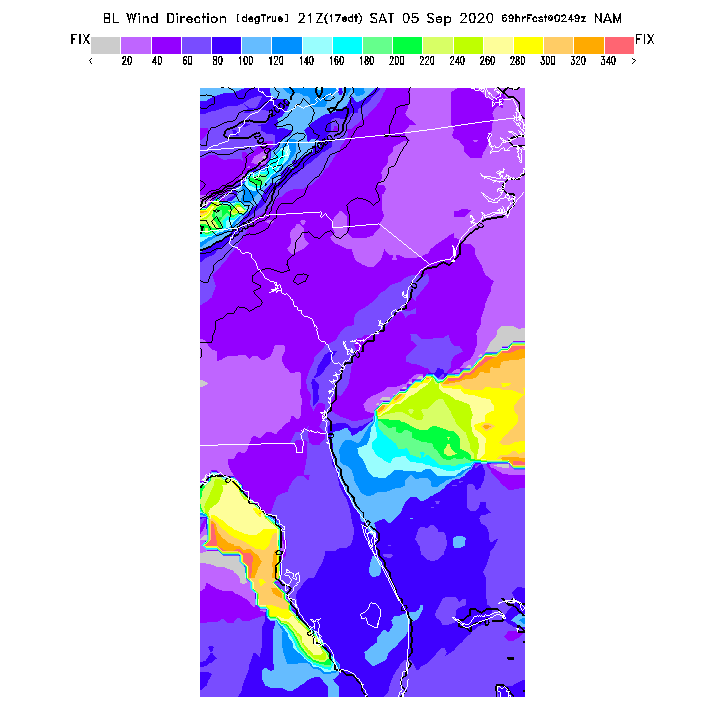 BL Wind Direction [degTrue] 21Z(17edt) SAT 05 Sep 2020 69hrFcst@0249z NAM
FIX FIX
< 20 40 60 80 100 120 140 160 180 200 220 240 260 280 300 320 340 >